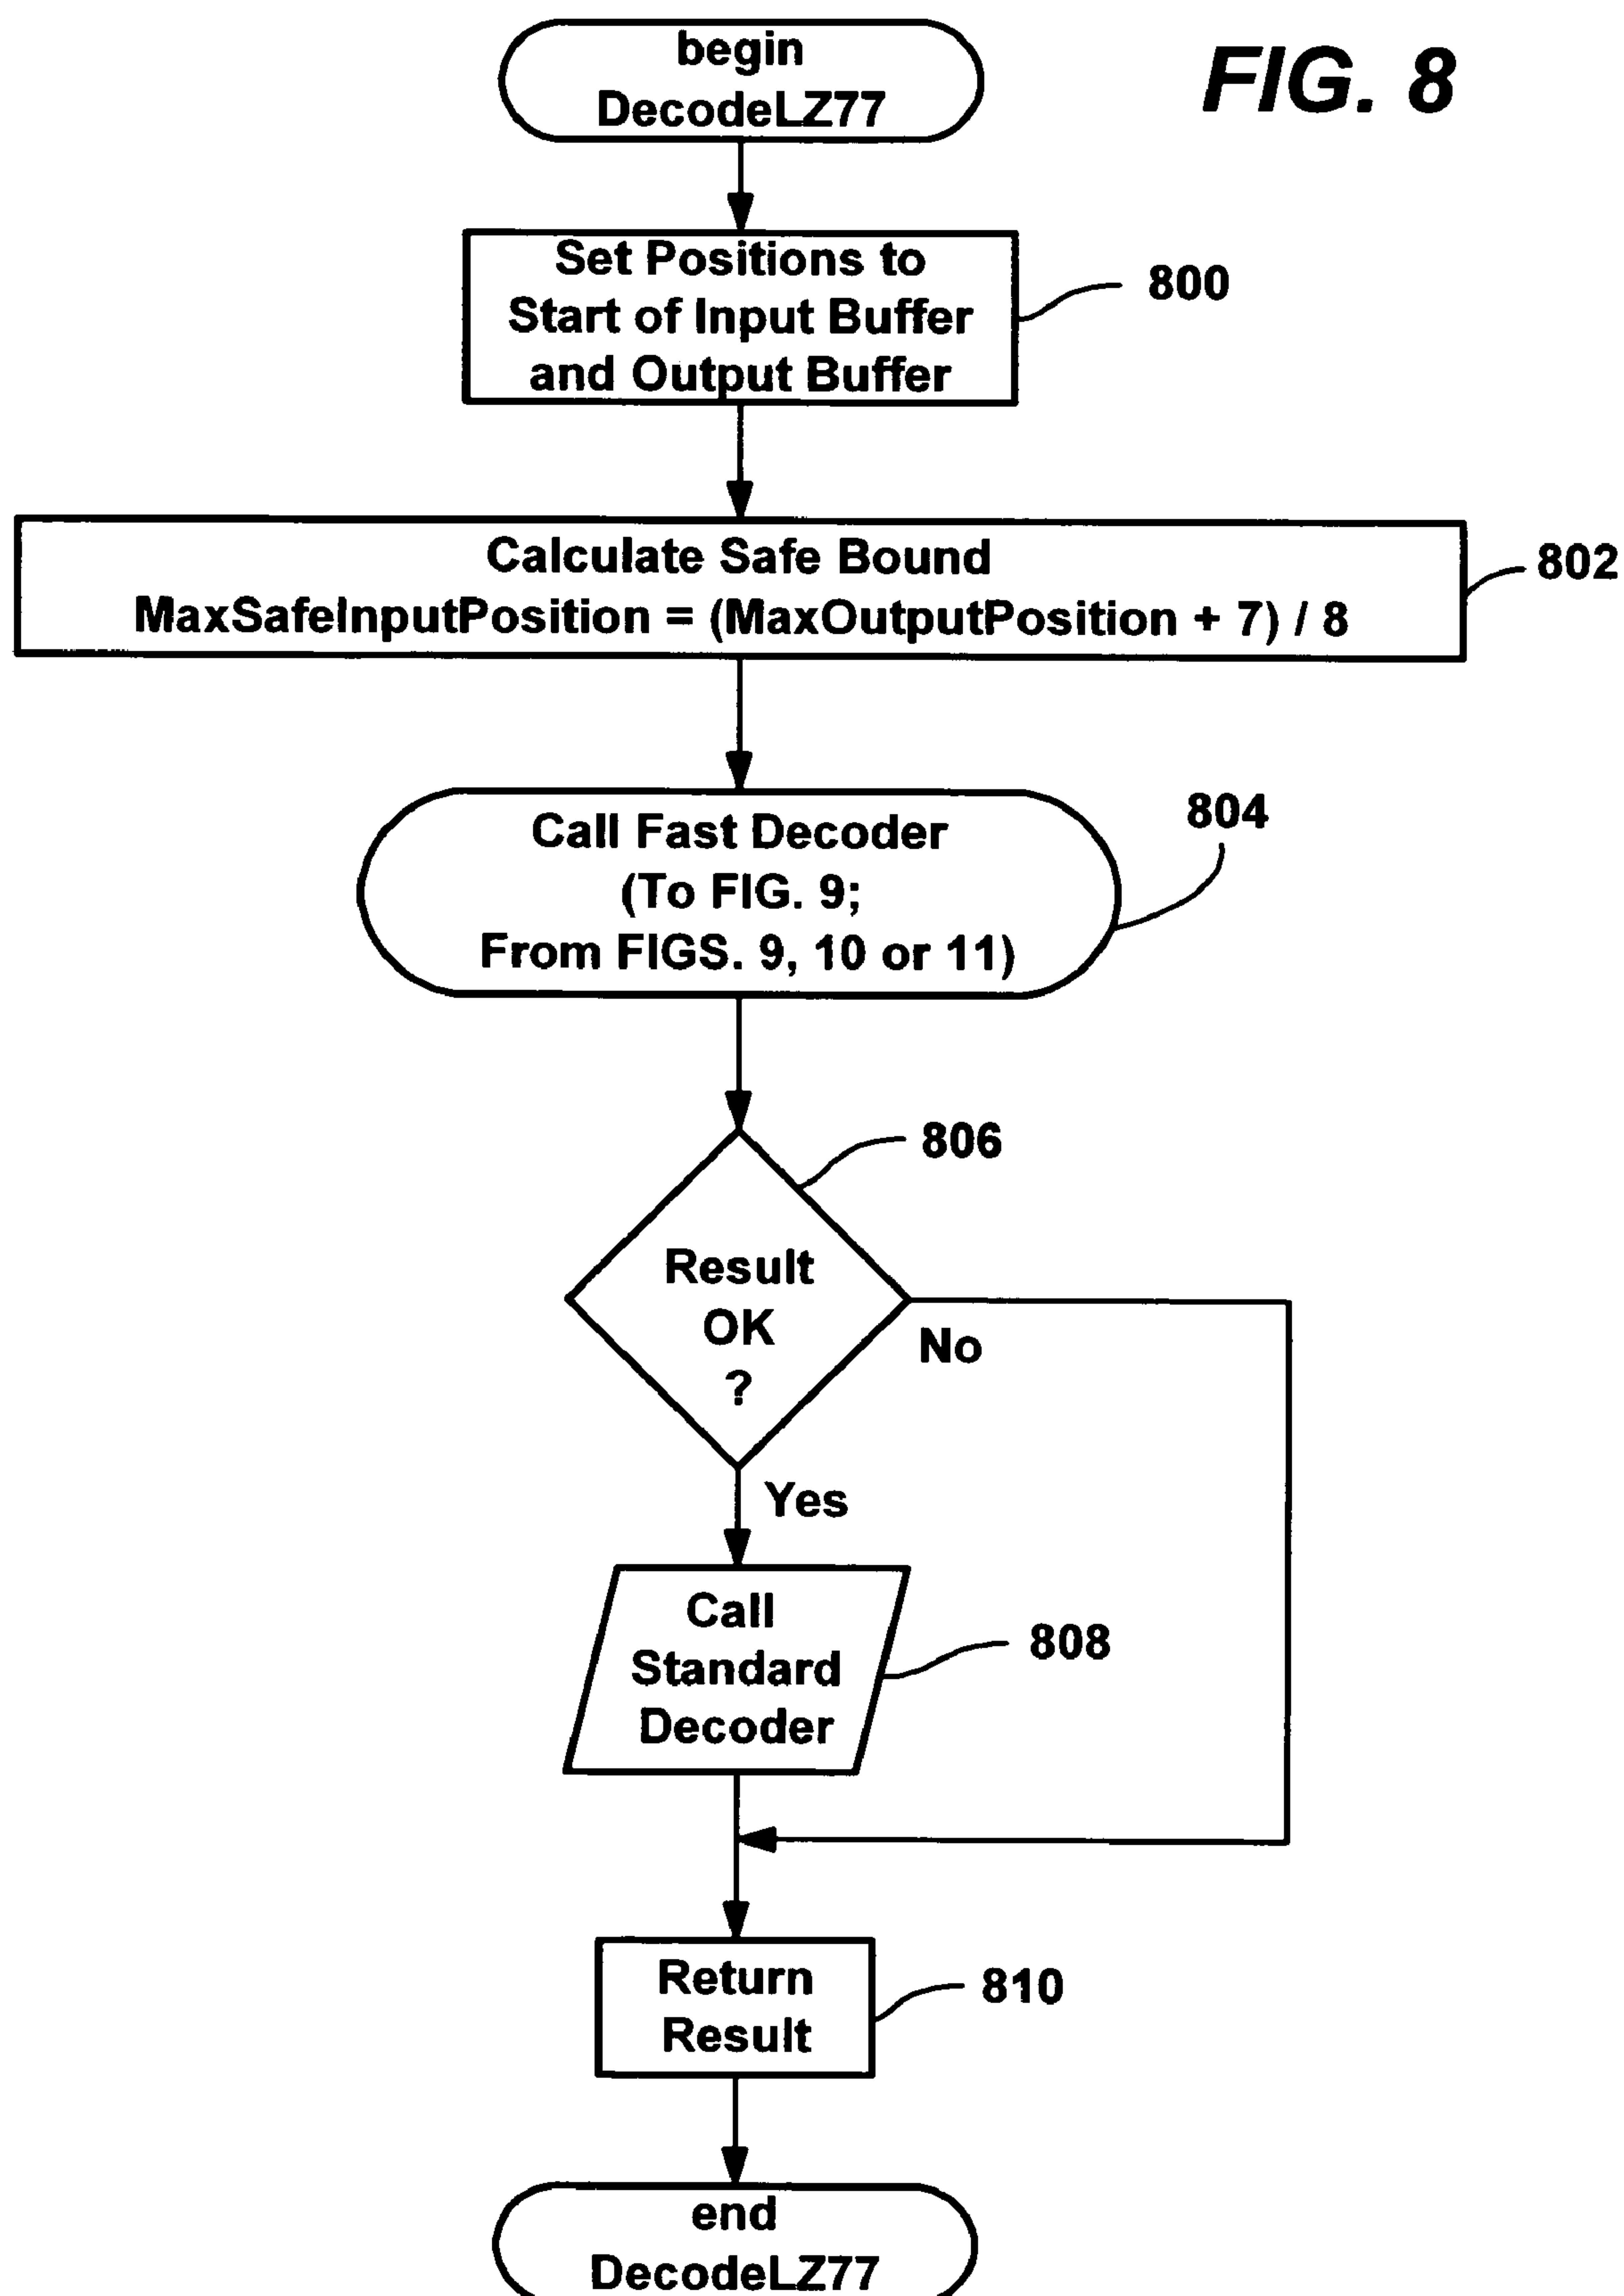 begin
DecodeLZ77
FIG. 8
Set Positions to
Start of Input Buffer
and Output Buffer
800
Calculate Safe Bound
MaxSafeInputPosition = (MaxOutputPosition + 7) / 8
802
Call Fast Decoder
(To FIG. 9;
From FIGS. 9, 10 or 11)
804
806
Result
OK
?
No
Yes
Call
Standard
Decoder
808
Return
Result
810
end
DecodeLZ77